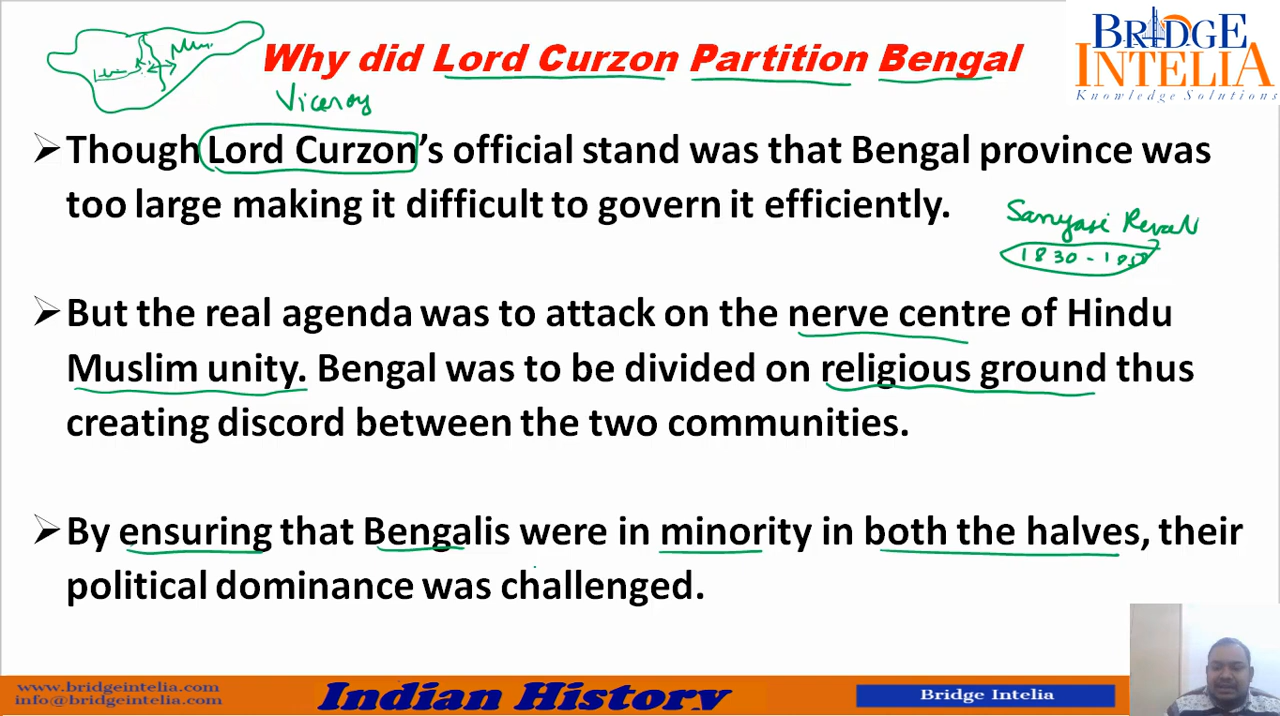 BRIDGE
INTELIA
Knowledge Solutions
Why did Lord Curzon Partition Bengal
Viceroy
➢ Though Lord Curzon's official stand was that Bengal province was
too large making it difficult to govern it efficiently.
Sanyasi
1830 -
➢ But the real agenda was to attack on the nerve centre of Hindu
Muslim unity. Bengal was to be divided on religious ground thus
creating discord between the two communities.
➢ By ensuring that Bengalis were in minority in both the halves, their
political dominance was challenged.
www.bridgeintelia.com
info@bridgeintelia.com
Indian History
Bridge Intelia